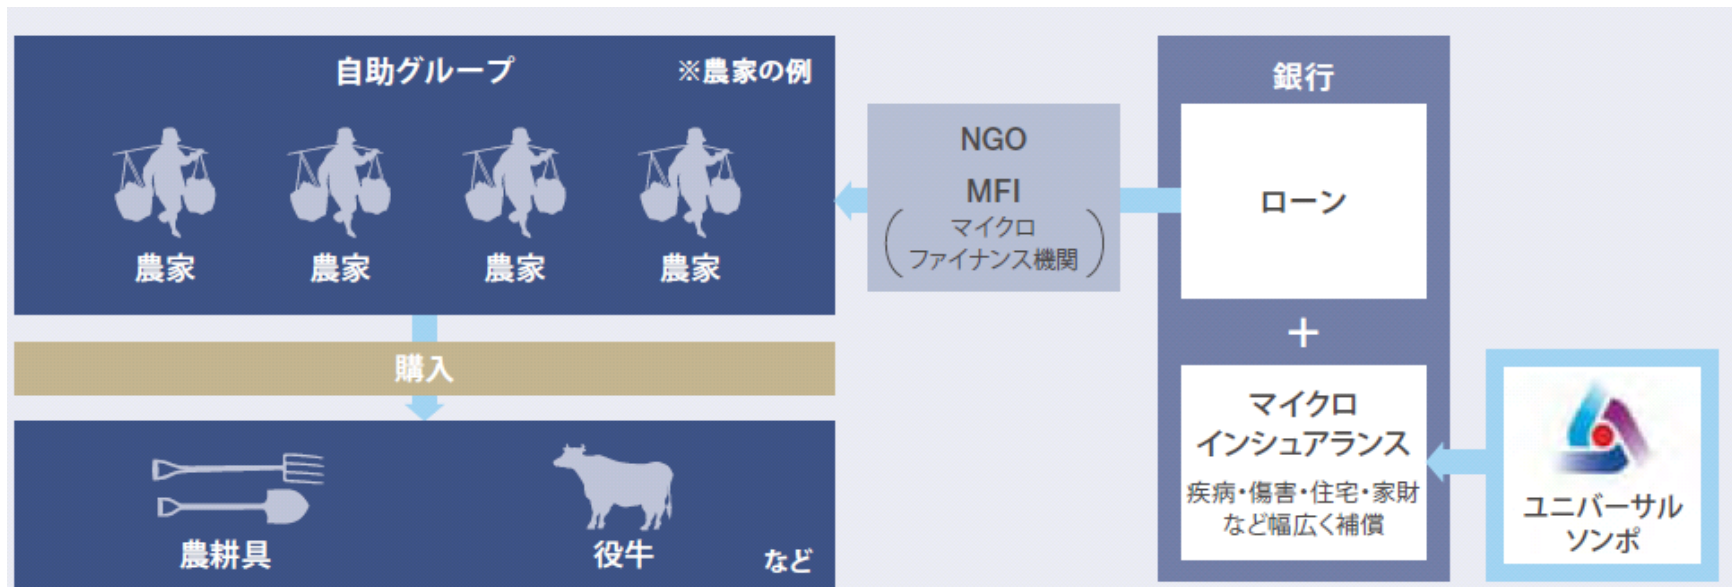 自助グループ
※農家の例
農家
農家
農家
農家
購入
農耕具
役牛
など
NGO
MFI
(マイクロ
ファイナンス機関)
銀行
ローン
+
マイクロ
インシュアランス
疾病・傷害・住宅・家財
など幅広く補償
ユニバーサル
ソンポ